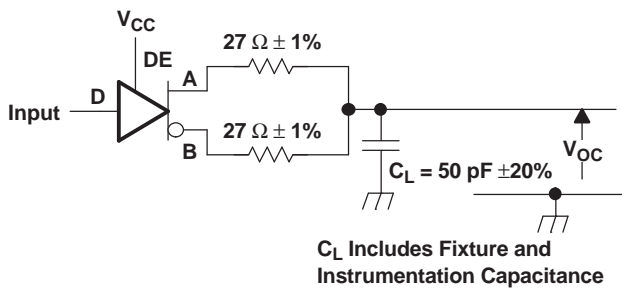 V_CC
DE
A
27 Ω ± 1%
Input
D
B
27 Ω ± 1%
C_L = 50 pF ±20%
V_OC
C_L Includes Fixture and
Instrumentation Capacitance